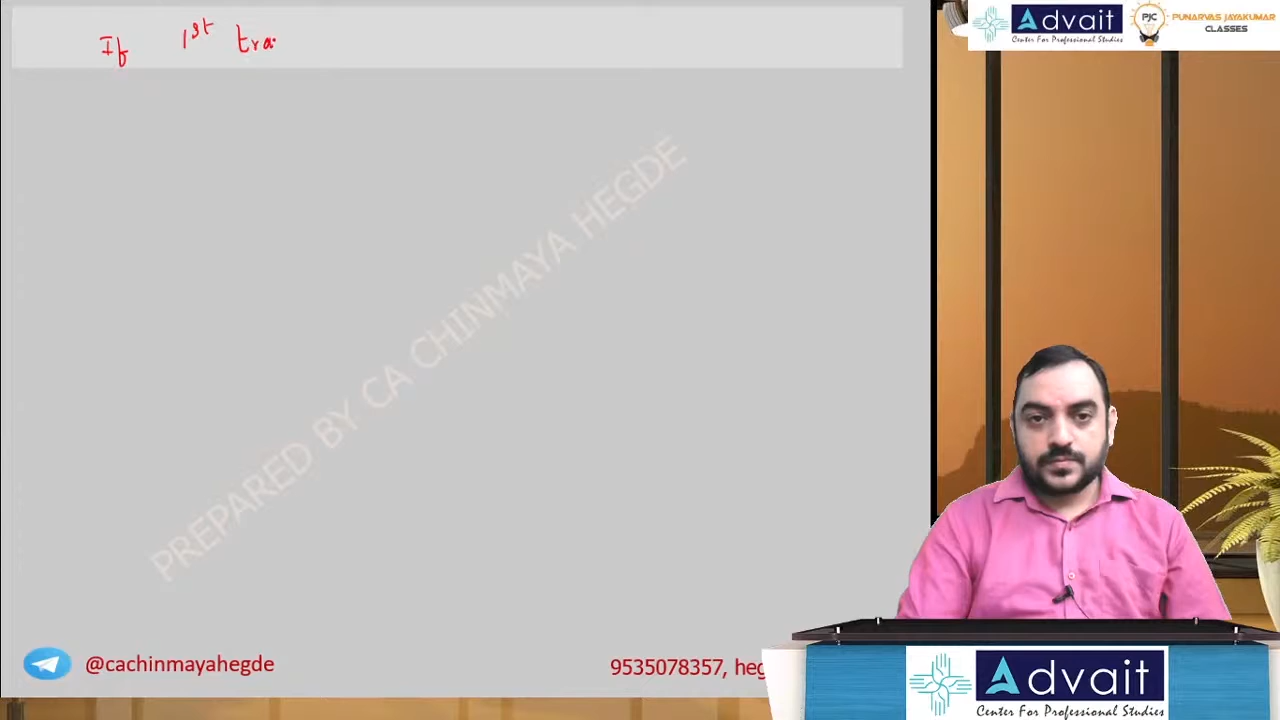 If 1st tra
Advait
Center For Professional Studies
PJC
PUNARVAS JAYAKUMAR
CLASSES
PREPARED BY CA CHINMAYA HEGDE
@cachinmayahegde
9535078357, heg
Advait
Center For Professional Studies